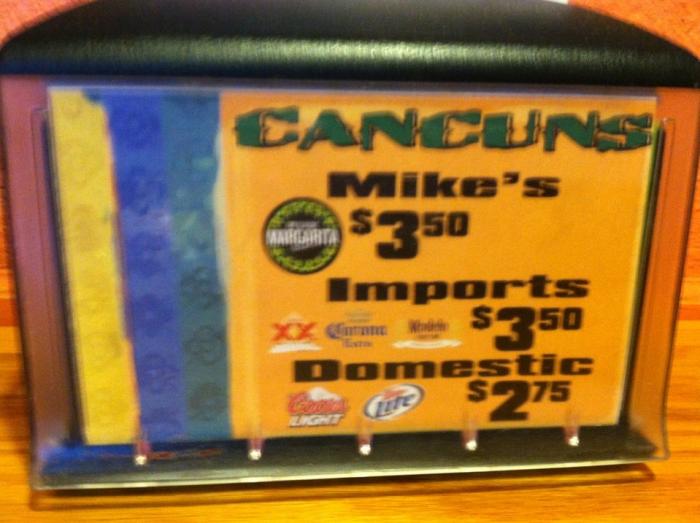 CANCUNS
Mike's
MARGARITA
$3 50
Imports
$3 50
XX
Corona
Extra
Modelo
Domestic
$2 75
Coors
LIGHT
Lite